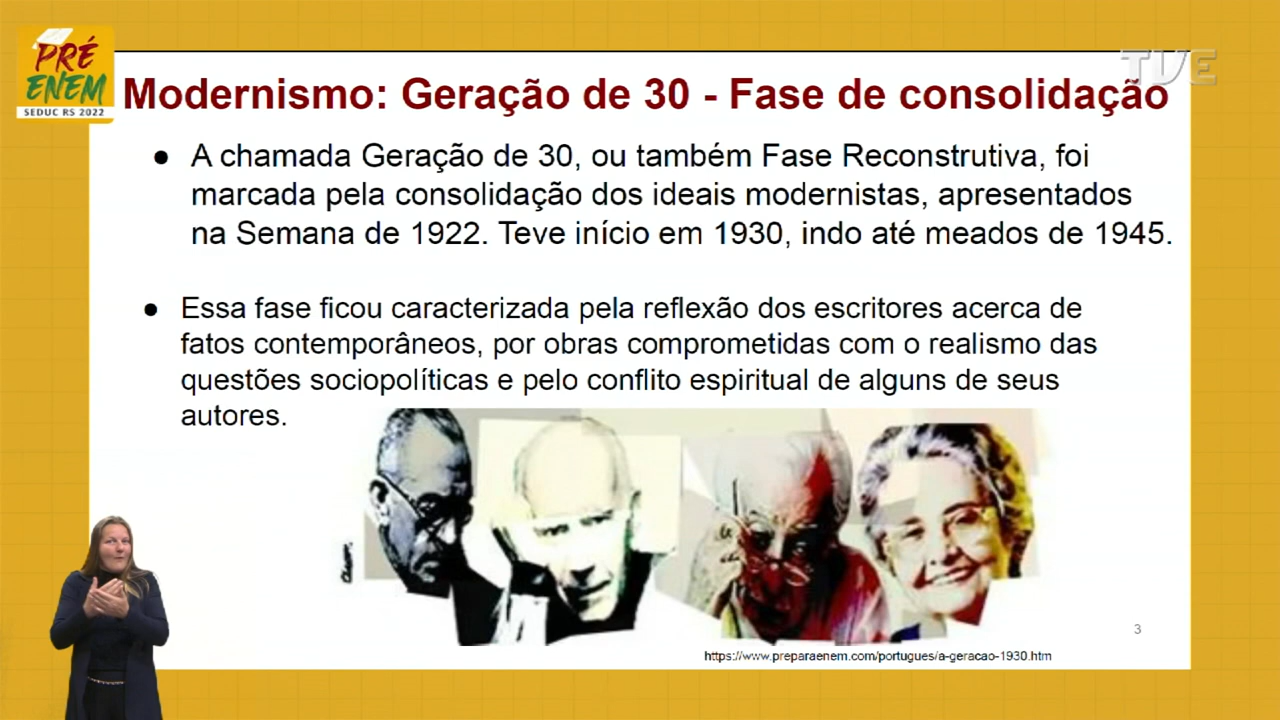 PRÉ
ENEM
SEDUC RS 2022
TVE
Modernismo: Geração de 30 - Fase de consolidação
● A chamada Geração de 30, ou também Fase Reconstrutiva, foi
marcada pela consolidação dos ideais modernistas, apresentados
na Semana de 1922. Teve início em 1930, indo até meados de 1945.
● Essa fase ficou caracterizada pela reflexão dos escritores acerca de
fatos contemporâneos, por obras comprometidas com o realismo das
questões sociopolíticas e pelo conflito espiritual de alguns de seus
autores.
3
https://www.preparaenem.com/portugues/a-geracao-1930.htm